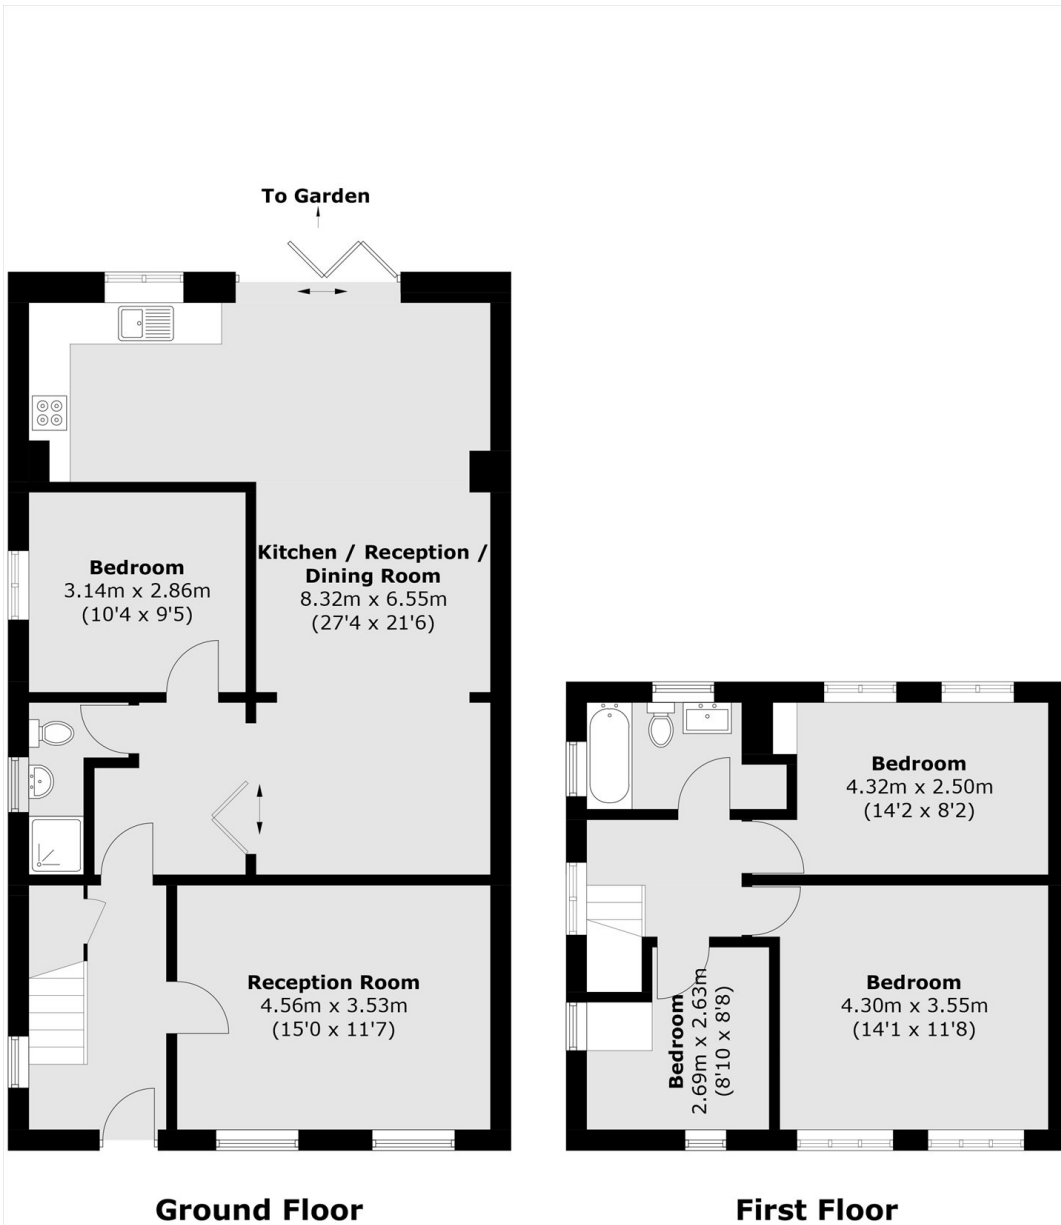 To Garden
Bedroom
3.14m x 2.86m
(10'4 x 9'5)
Kitchen / Reception /
Dining Room
8.32m x 6.55m
(27'4 x 21'6)
Reception Room
4.56m x 3.53m
(15'0 x 11'7)
Ground Floor
Bedroom
4.32m x 2.50m
(14'2 x 8'2)
Bedroom
4.30m x 3.55m
(14'1 x 11'8)
Bedroom
2.69m x 2.63m
(8'10 x 8'8)
First Floor